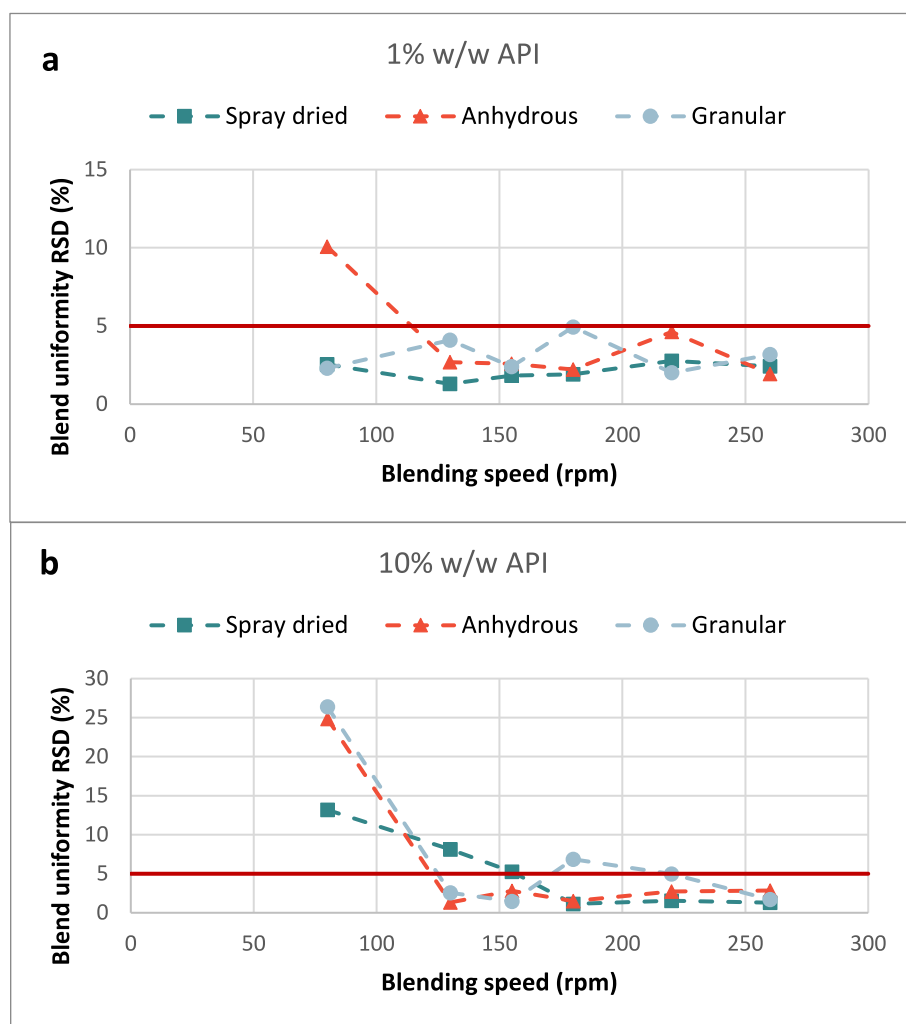 a
1% w/w API
Spray dried Anhydrous Granular
Blend uniformity RSD (%)
15
10
5
0
0 50 100 150 200 250 300
Blending speed (rpm)
b
10% w/w API
Spray dried Anhydrous Granular
Blend uniformity RSD (%)
30
25
20
15
10
5
0
0 50 100 150 200 250 300
Blending speed (rpm)